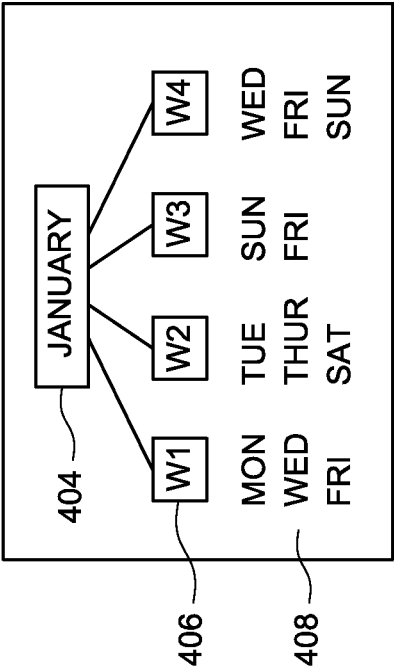 JANUARY
404
W1 W2 W3 W4
406
MON TUE SUN WED
WED THUR FRI FRI
FRI SAT SUN
408